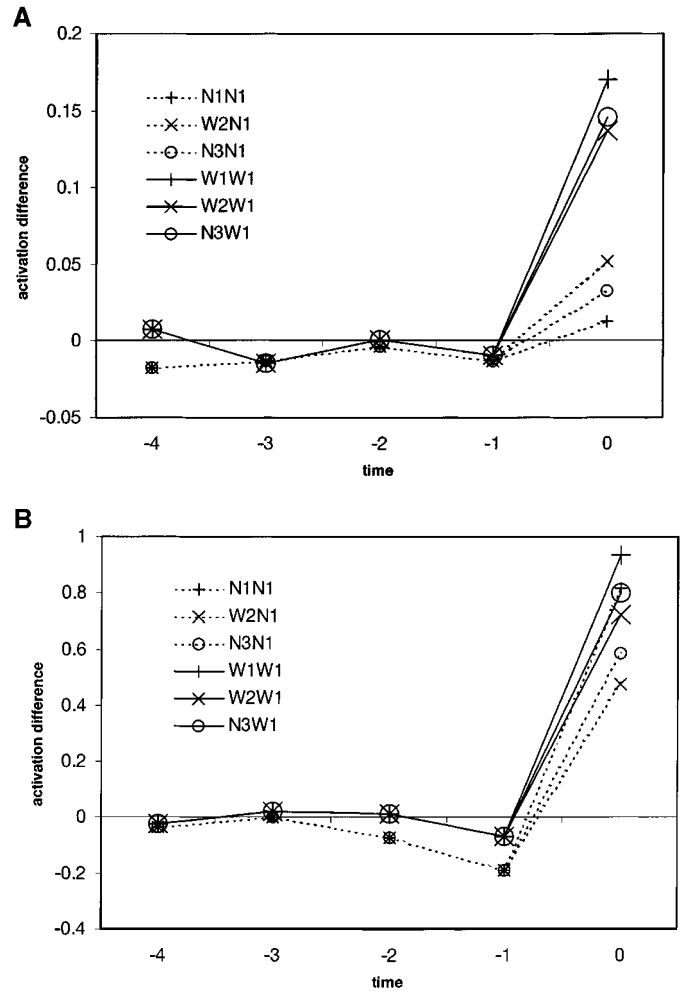 A
0.2
0.15
0.1
0.05
0
-0.05
activation difference
N1N1
W2N1
N3N1
W1W1
W2W1
N3W1
-4 -3 -2 -1 0
time
B
1
0.8
0.6
0.4
0.2
0
-0.2
-0.4
activation difference
N1N1
W2N1
N3N1
W1W1
W2W1
N3W1
-4 -3 -2 -1 0
time